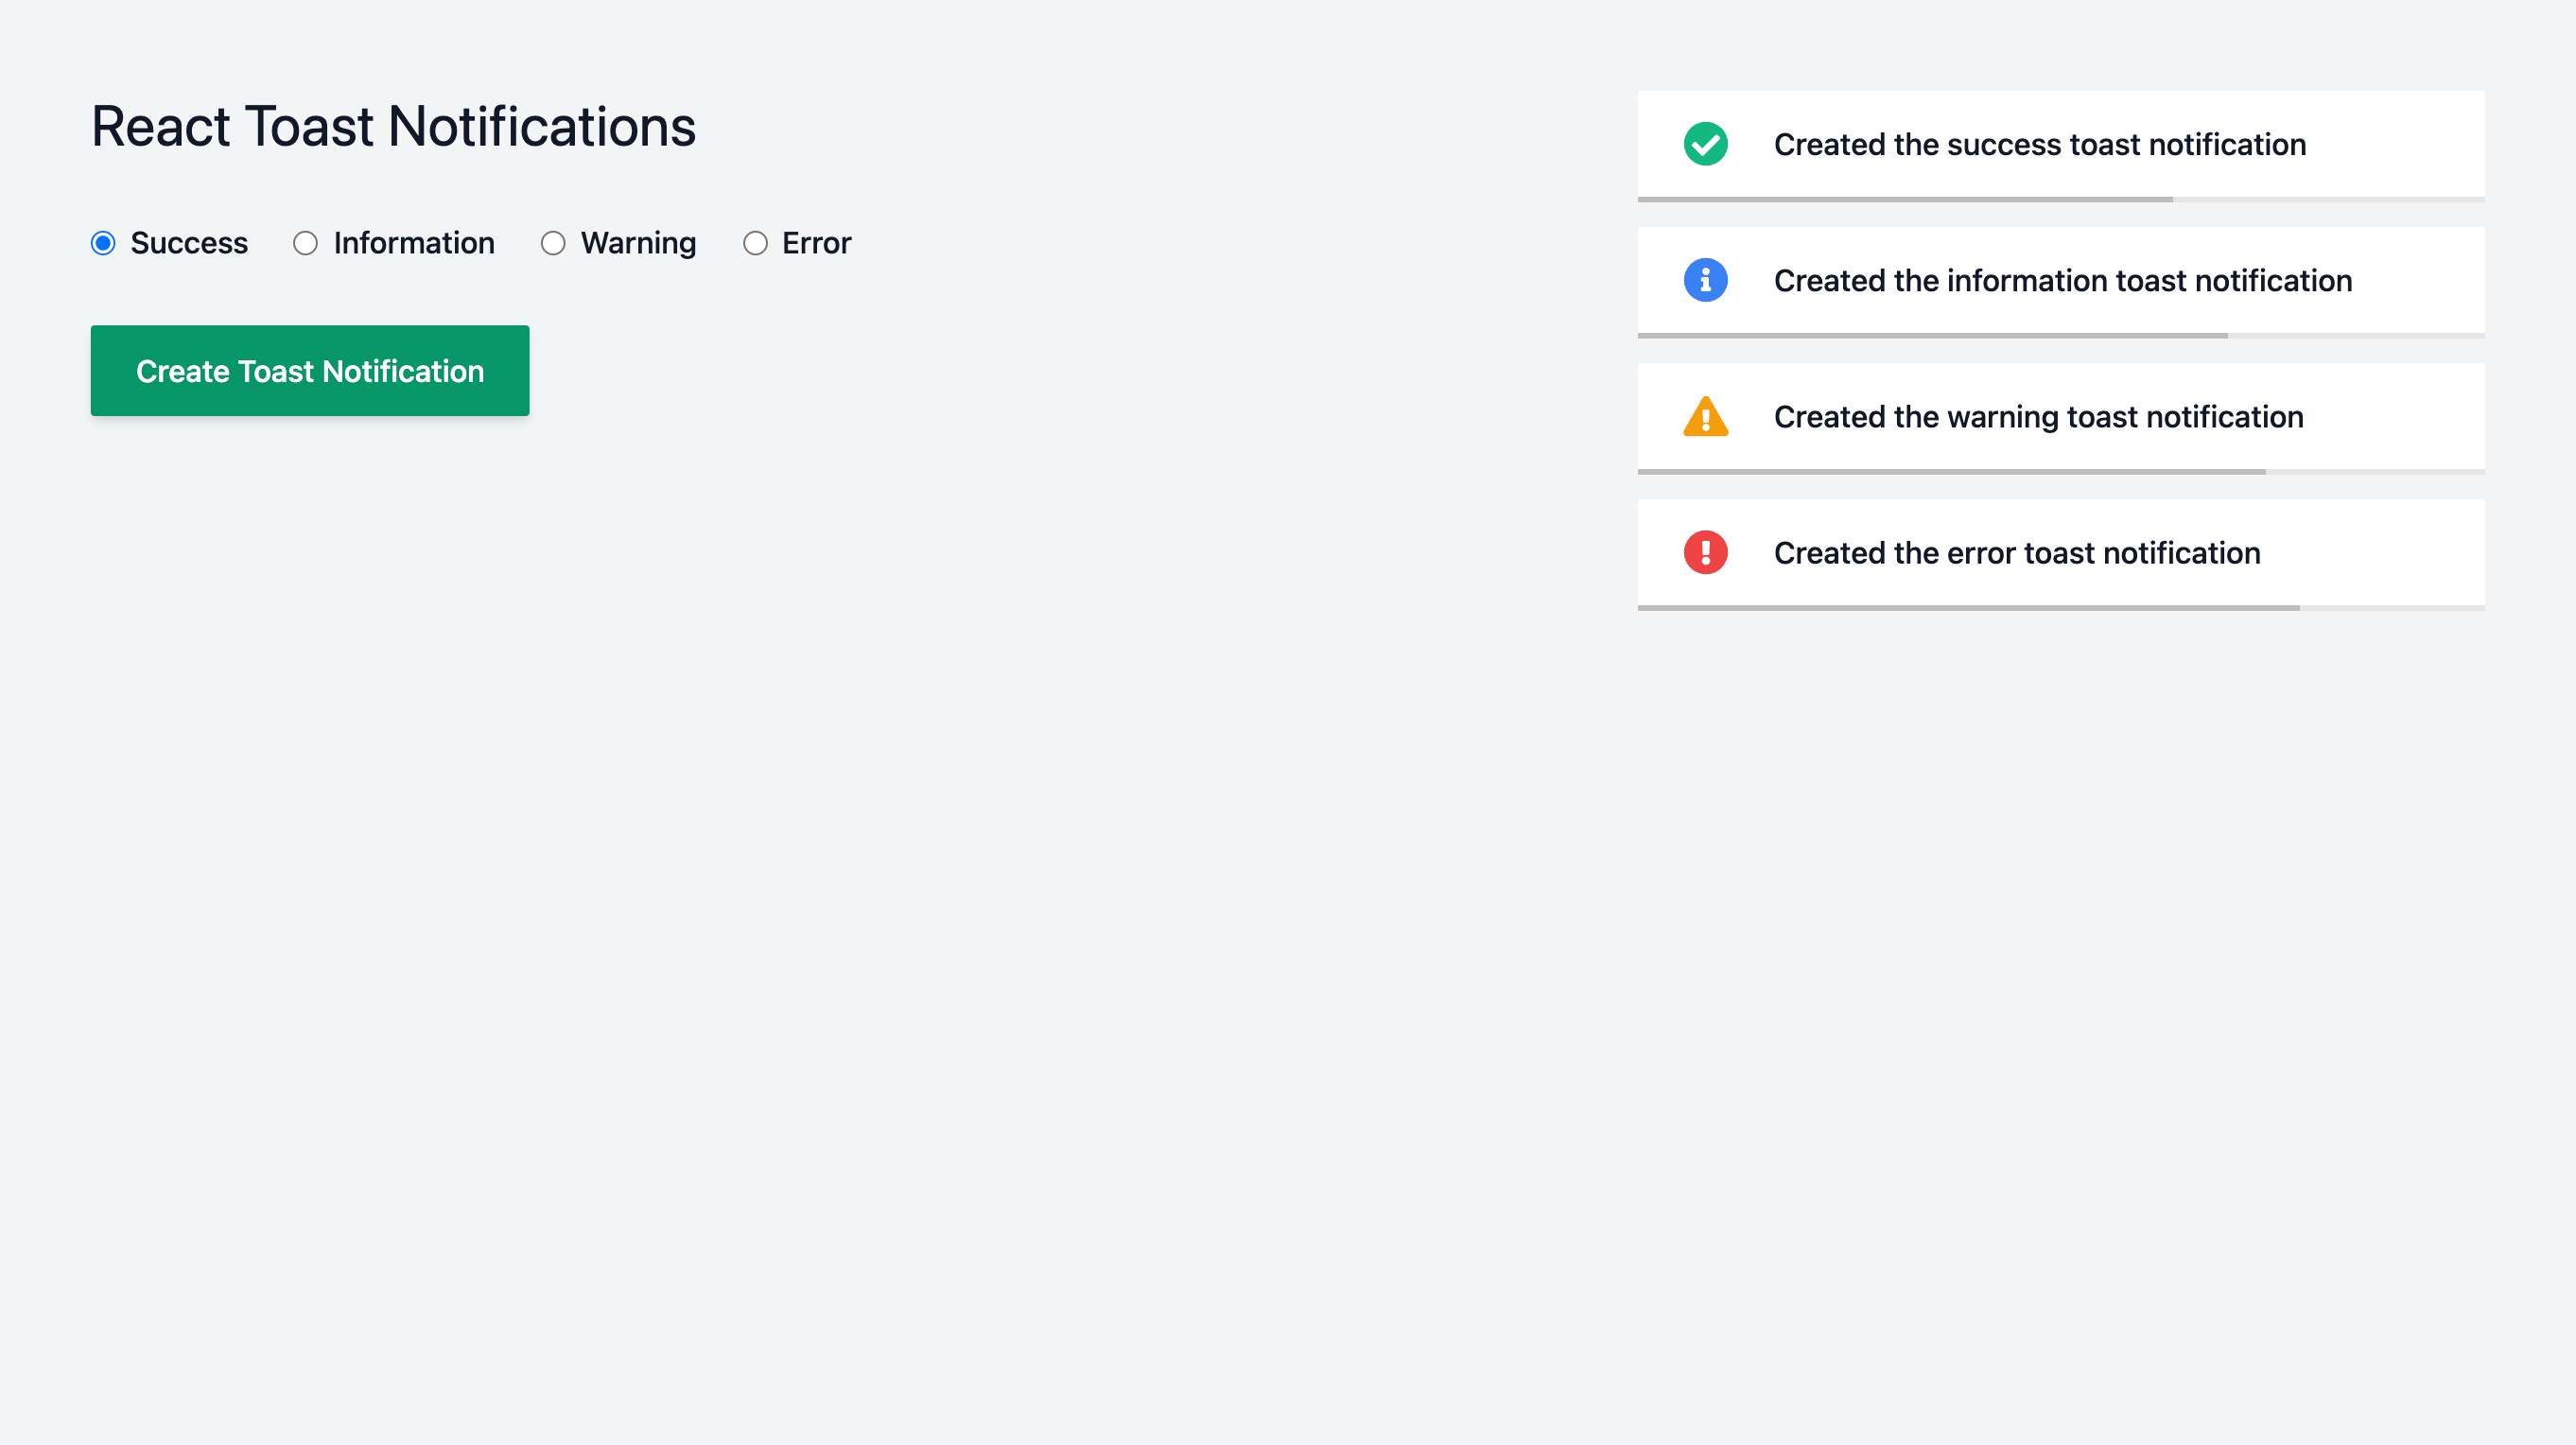 React Toast Notifications
Success Information Warning Error
Create Toast Notification
Created the success toast notification
Created the information toast notification
Created the warning toast notification
Created the error toast notification